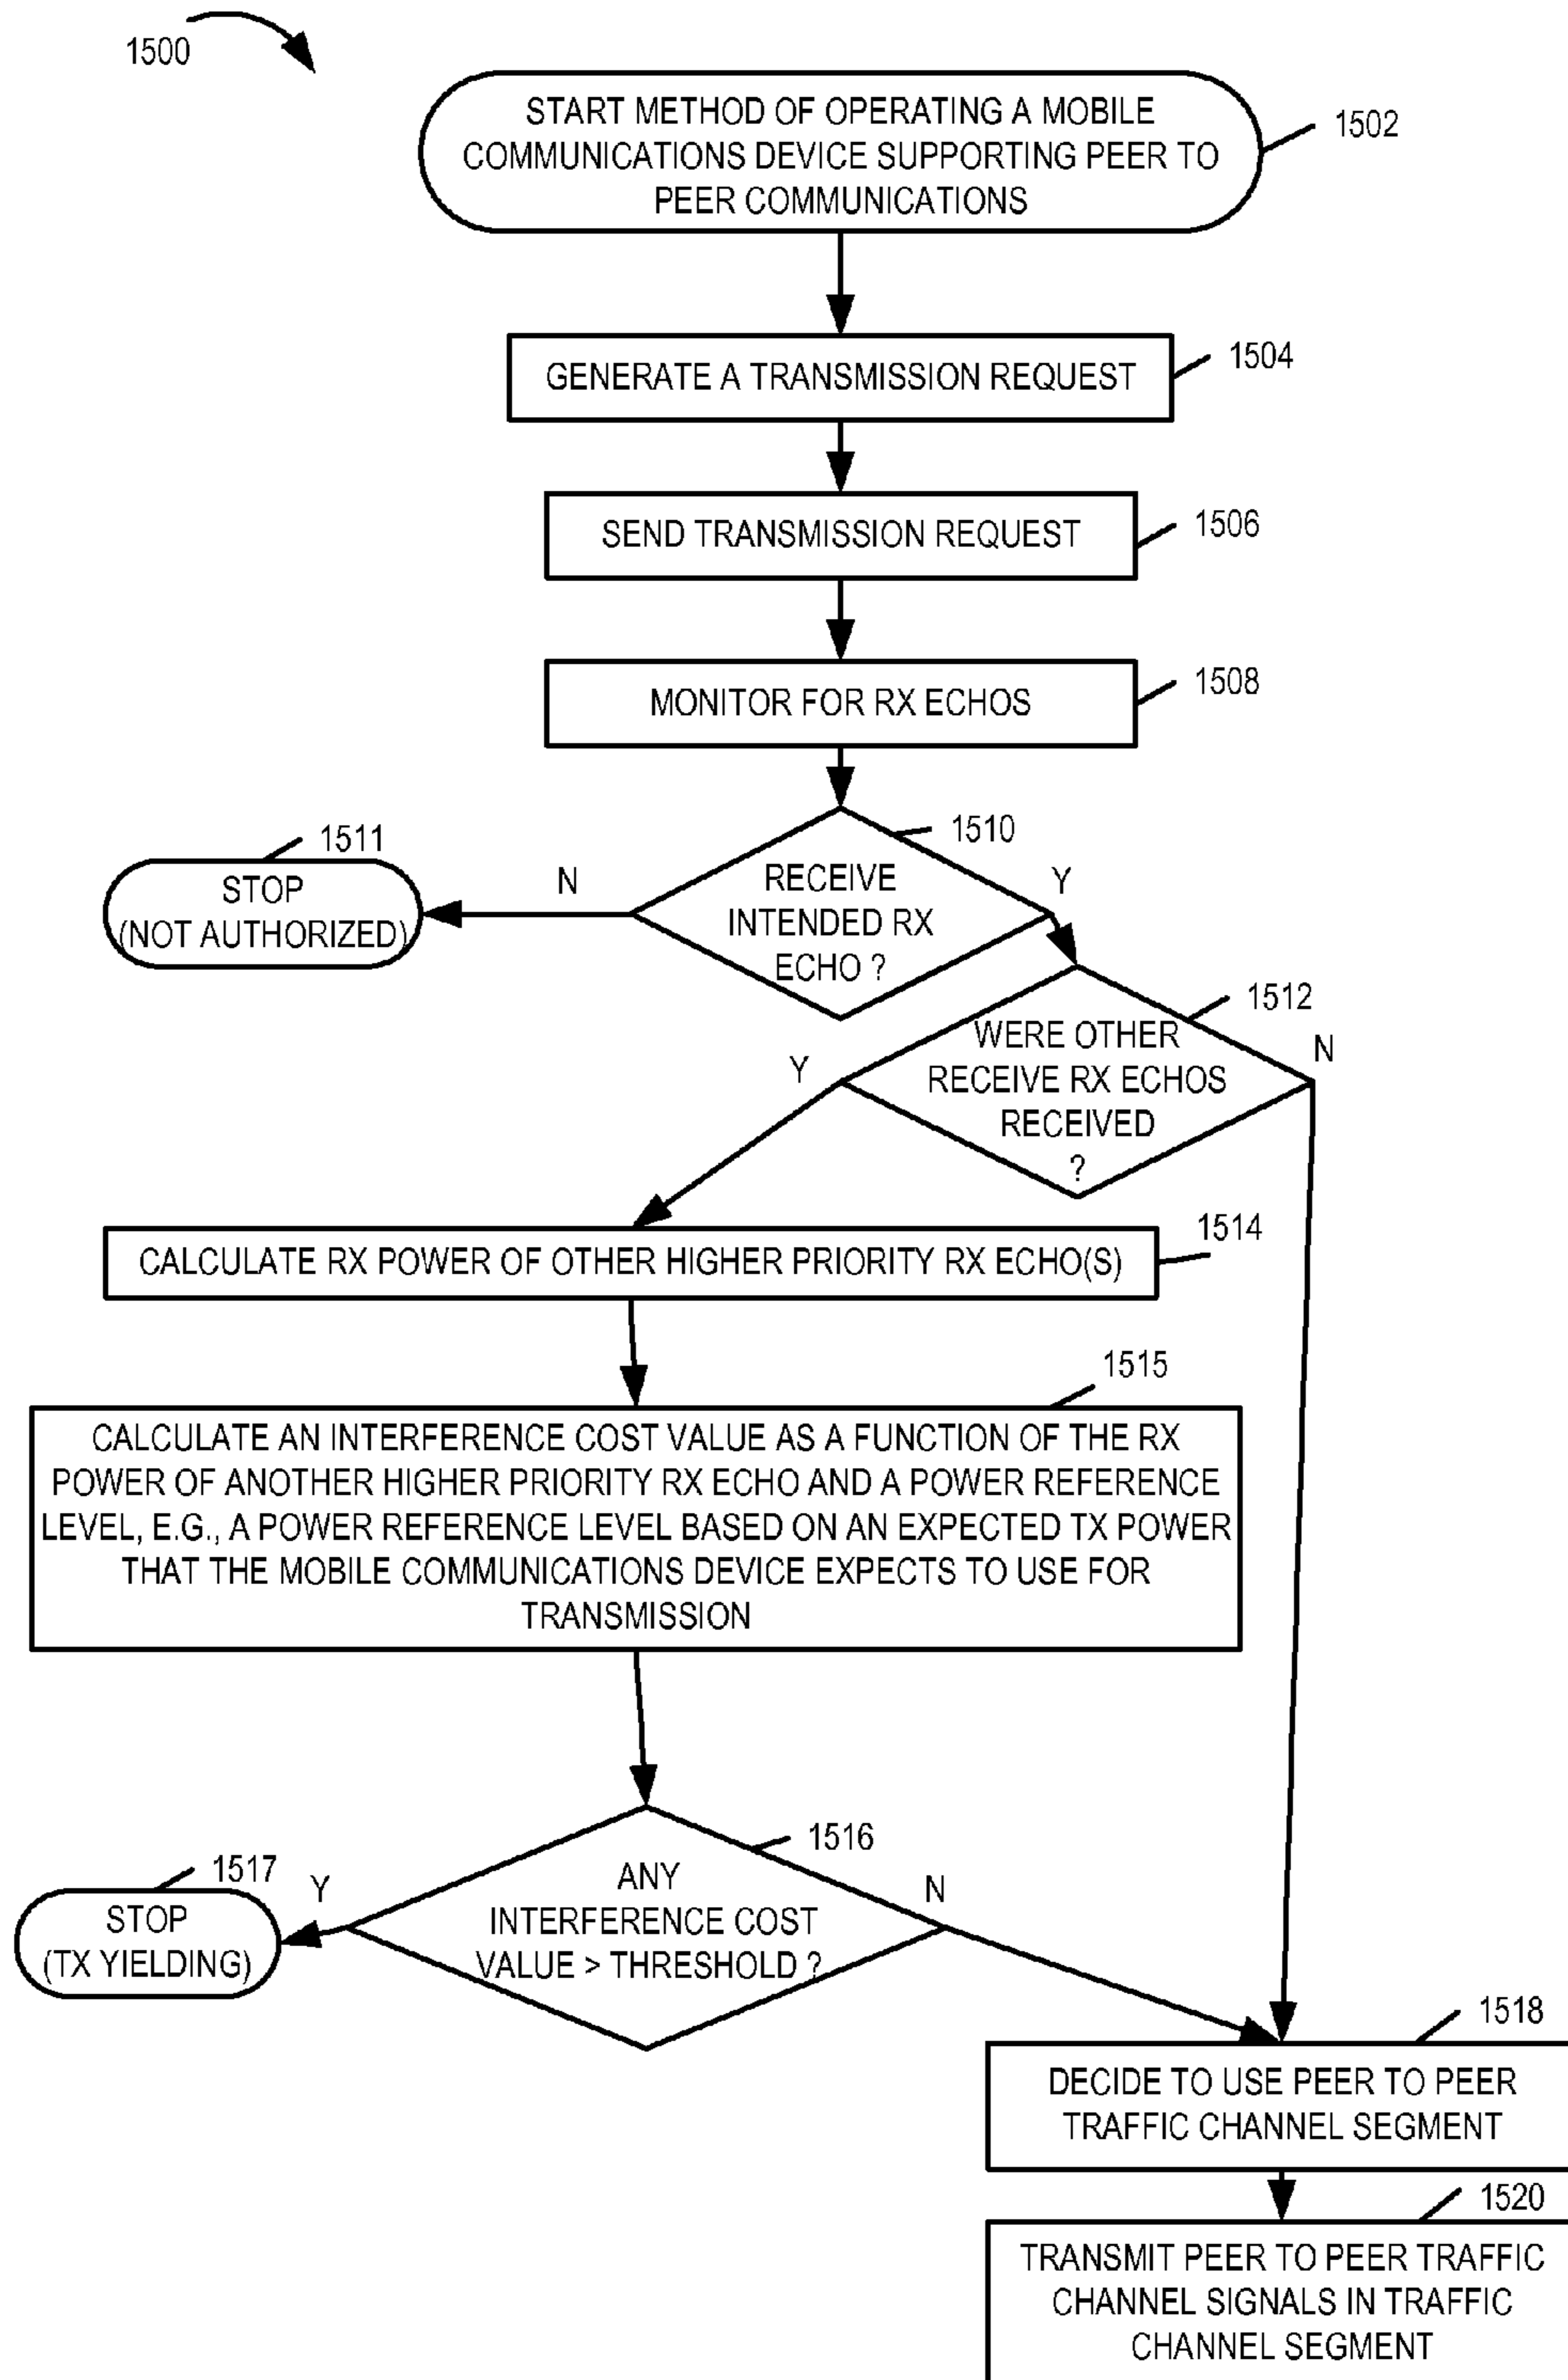 1500
START METHOD OF OPERATING A MOBILE
COMMUNICATIONS DEVICE SUPPORTING PEER TO
PEER COMMUNICATIONS
1502
GENERATE A TRANSMISSION REQUEST
1504
SEND TRANSMISSION REQUEST
1506
MONITOR FOR RX ECHOS
1508
1510
RECEIVE
INTENDED RX
ECHO ?
N
Y
1511
STOP
(NOT AUTHORIZED)
1512
WERE OTHER
RECEIVE RX ECHOS
RECEIVED
?
Y
N
1514
CALCULATE RX POWER OF OTHER HIGHER PRIORITY RX ECHO(S)
1515
CALCULATE AN INTERFERENCE COST VALUE AS A FUNCTION OF THE RX
POWER OF ANOTHER HIGHER PRIORITY RX ECHO AND A POWER REFERENCE
LEVEL, E.G., A POWER REFERENCE LEVEL BASED ON AN EXPECTED TX POWER
THAT THE MOBILE COMMUNICATIONS DEVICE EXPECTS TO USE FOR
TRANSMISSION
1516
ANY
INTERFERENCE COST
VALUE > THRESHOLD ?
Y
N
1517
STOP
(TX YIELDING)
1518
DECIDE TO USE PEER TO PEER
TRAFFIC CHANNEL SEGMENT
1520
TRANSMIT PEER TO PEER TRAFFIC
CHANNEL SIGNALS IN TRAFFIC
CHANNEL SEGMENT